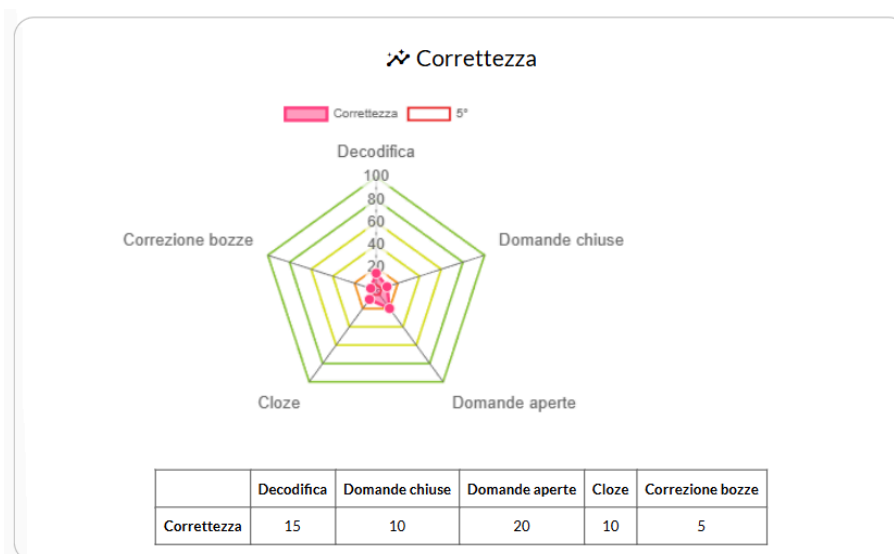 Correttezza
Correttezza 5°
Decodifica
100
80
60
40
20
Correzione bozze
Domande chiuse
Cloze
Domande aperte
Decodifica Domande chiuse Domande aperte Cloze Correzione bozze
Correttezza 15 10 20 10 5